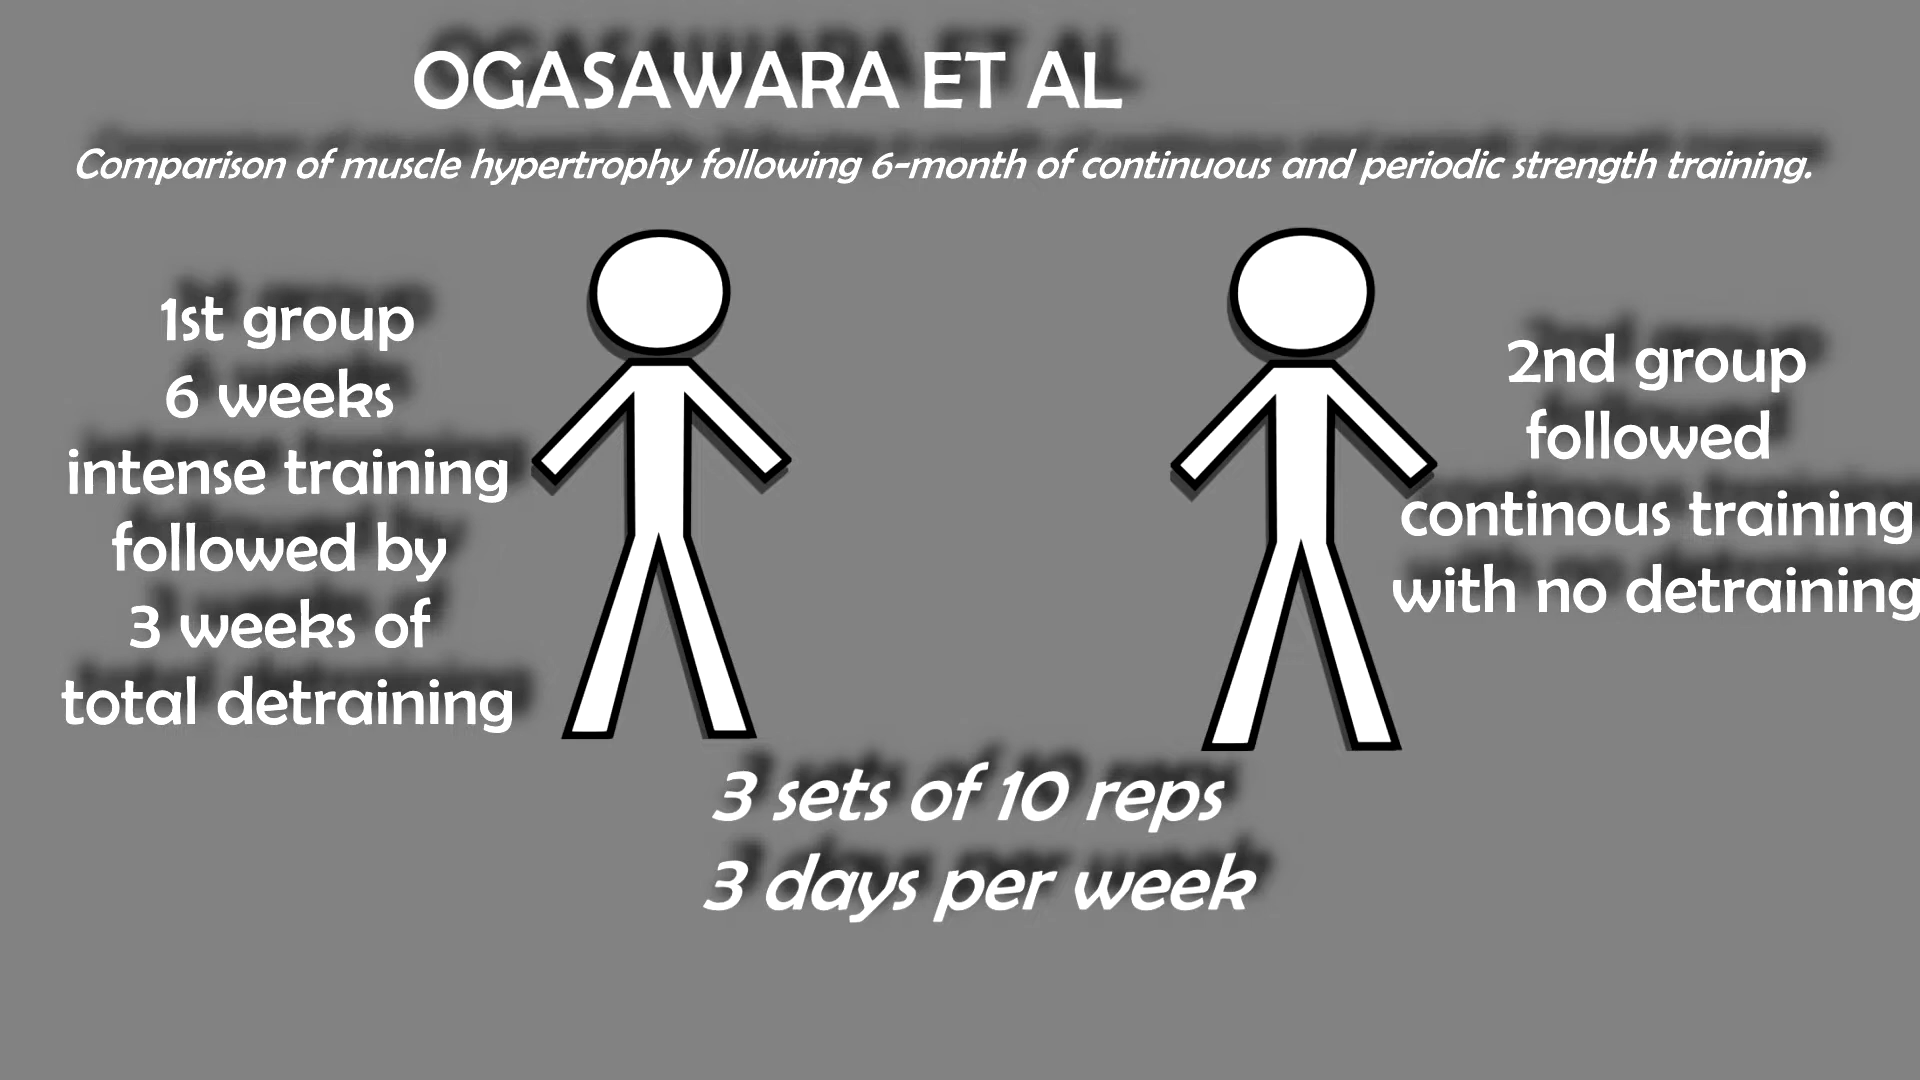 OGASAWARA ET AL
Comparison of muscle hypertrophy following 6-month of continuous and periodic strength training.
1st group
6 weeks
intense training
followed by
3 weeks of
total detraining
2nd group
followed
continous training
with no detraining
3 sets of 10 reps
3 days per week